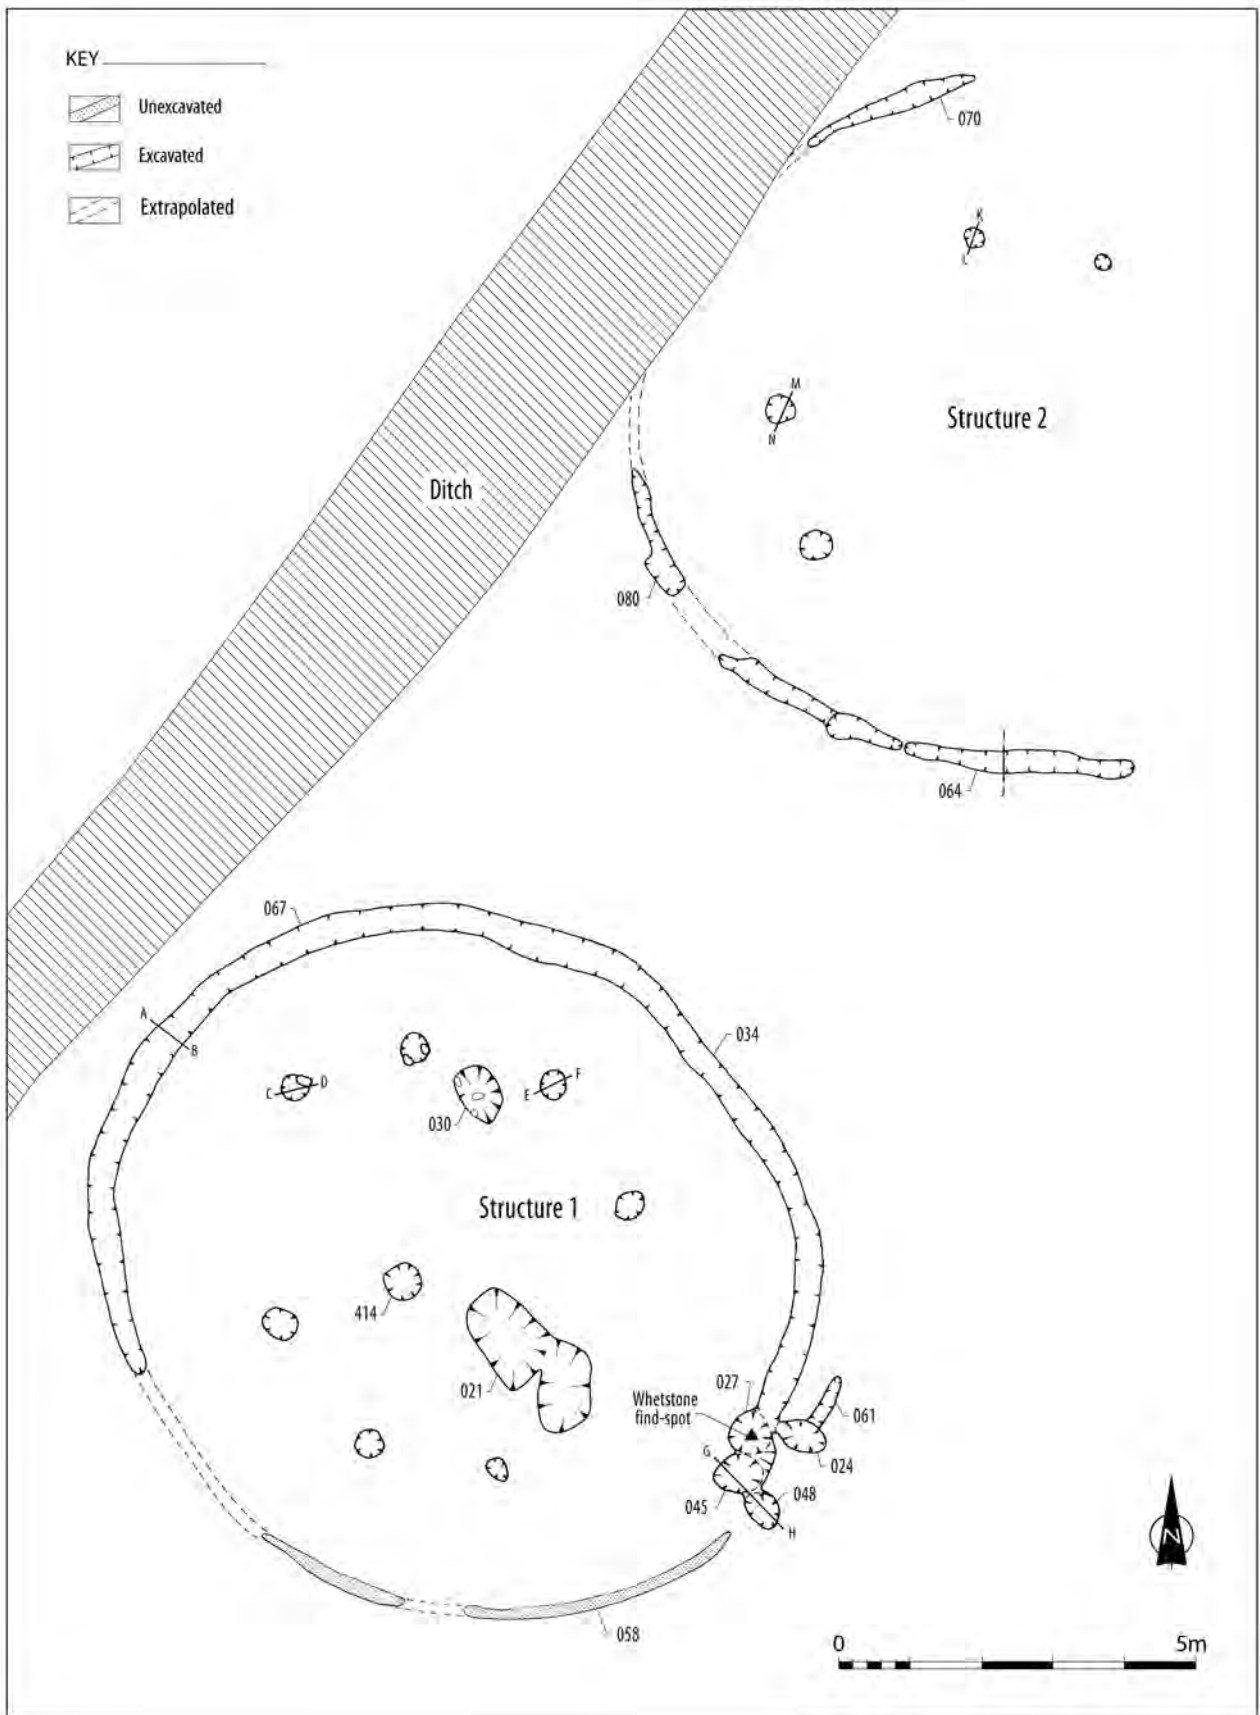 KEY
Unexcavated
Excavated
Extrapolated
070
K
L
M
N
Structure 2
Ditch
080
064
067
034
A
B
C
D
E
F
030
Structure 1
414
021
027
Whetstone
find-spot
061
024
G
045
048
H
058
N
0
5m